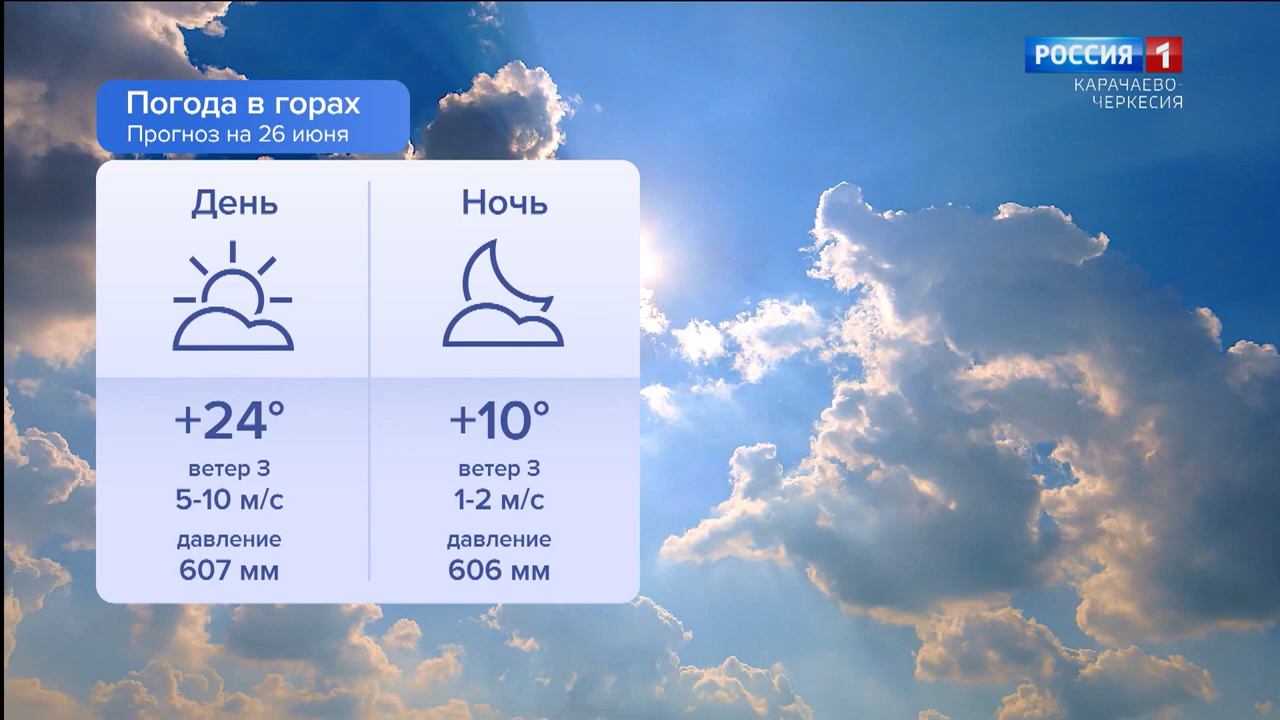 РОССИЯ 1
КАРАЧАЕВО-
ЧЕРКЕСИЯ
Погода в горах
Прогноз на 26 июня
День
+24°
ветер З
5-10 м/с
давление
607 мм
Ночь
+10°
ветер З
1-2 м/с
давление
606 мм